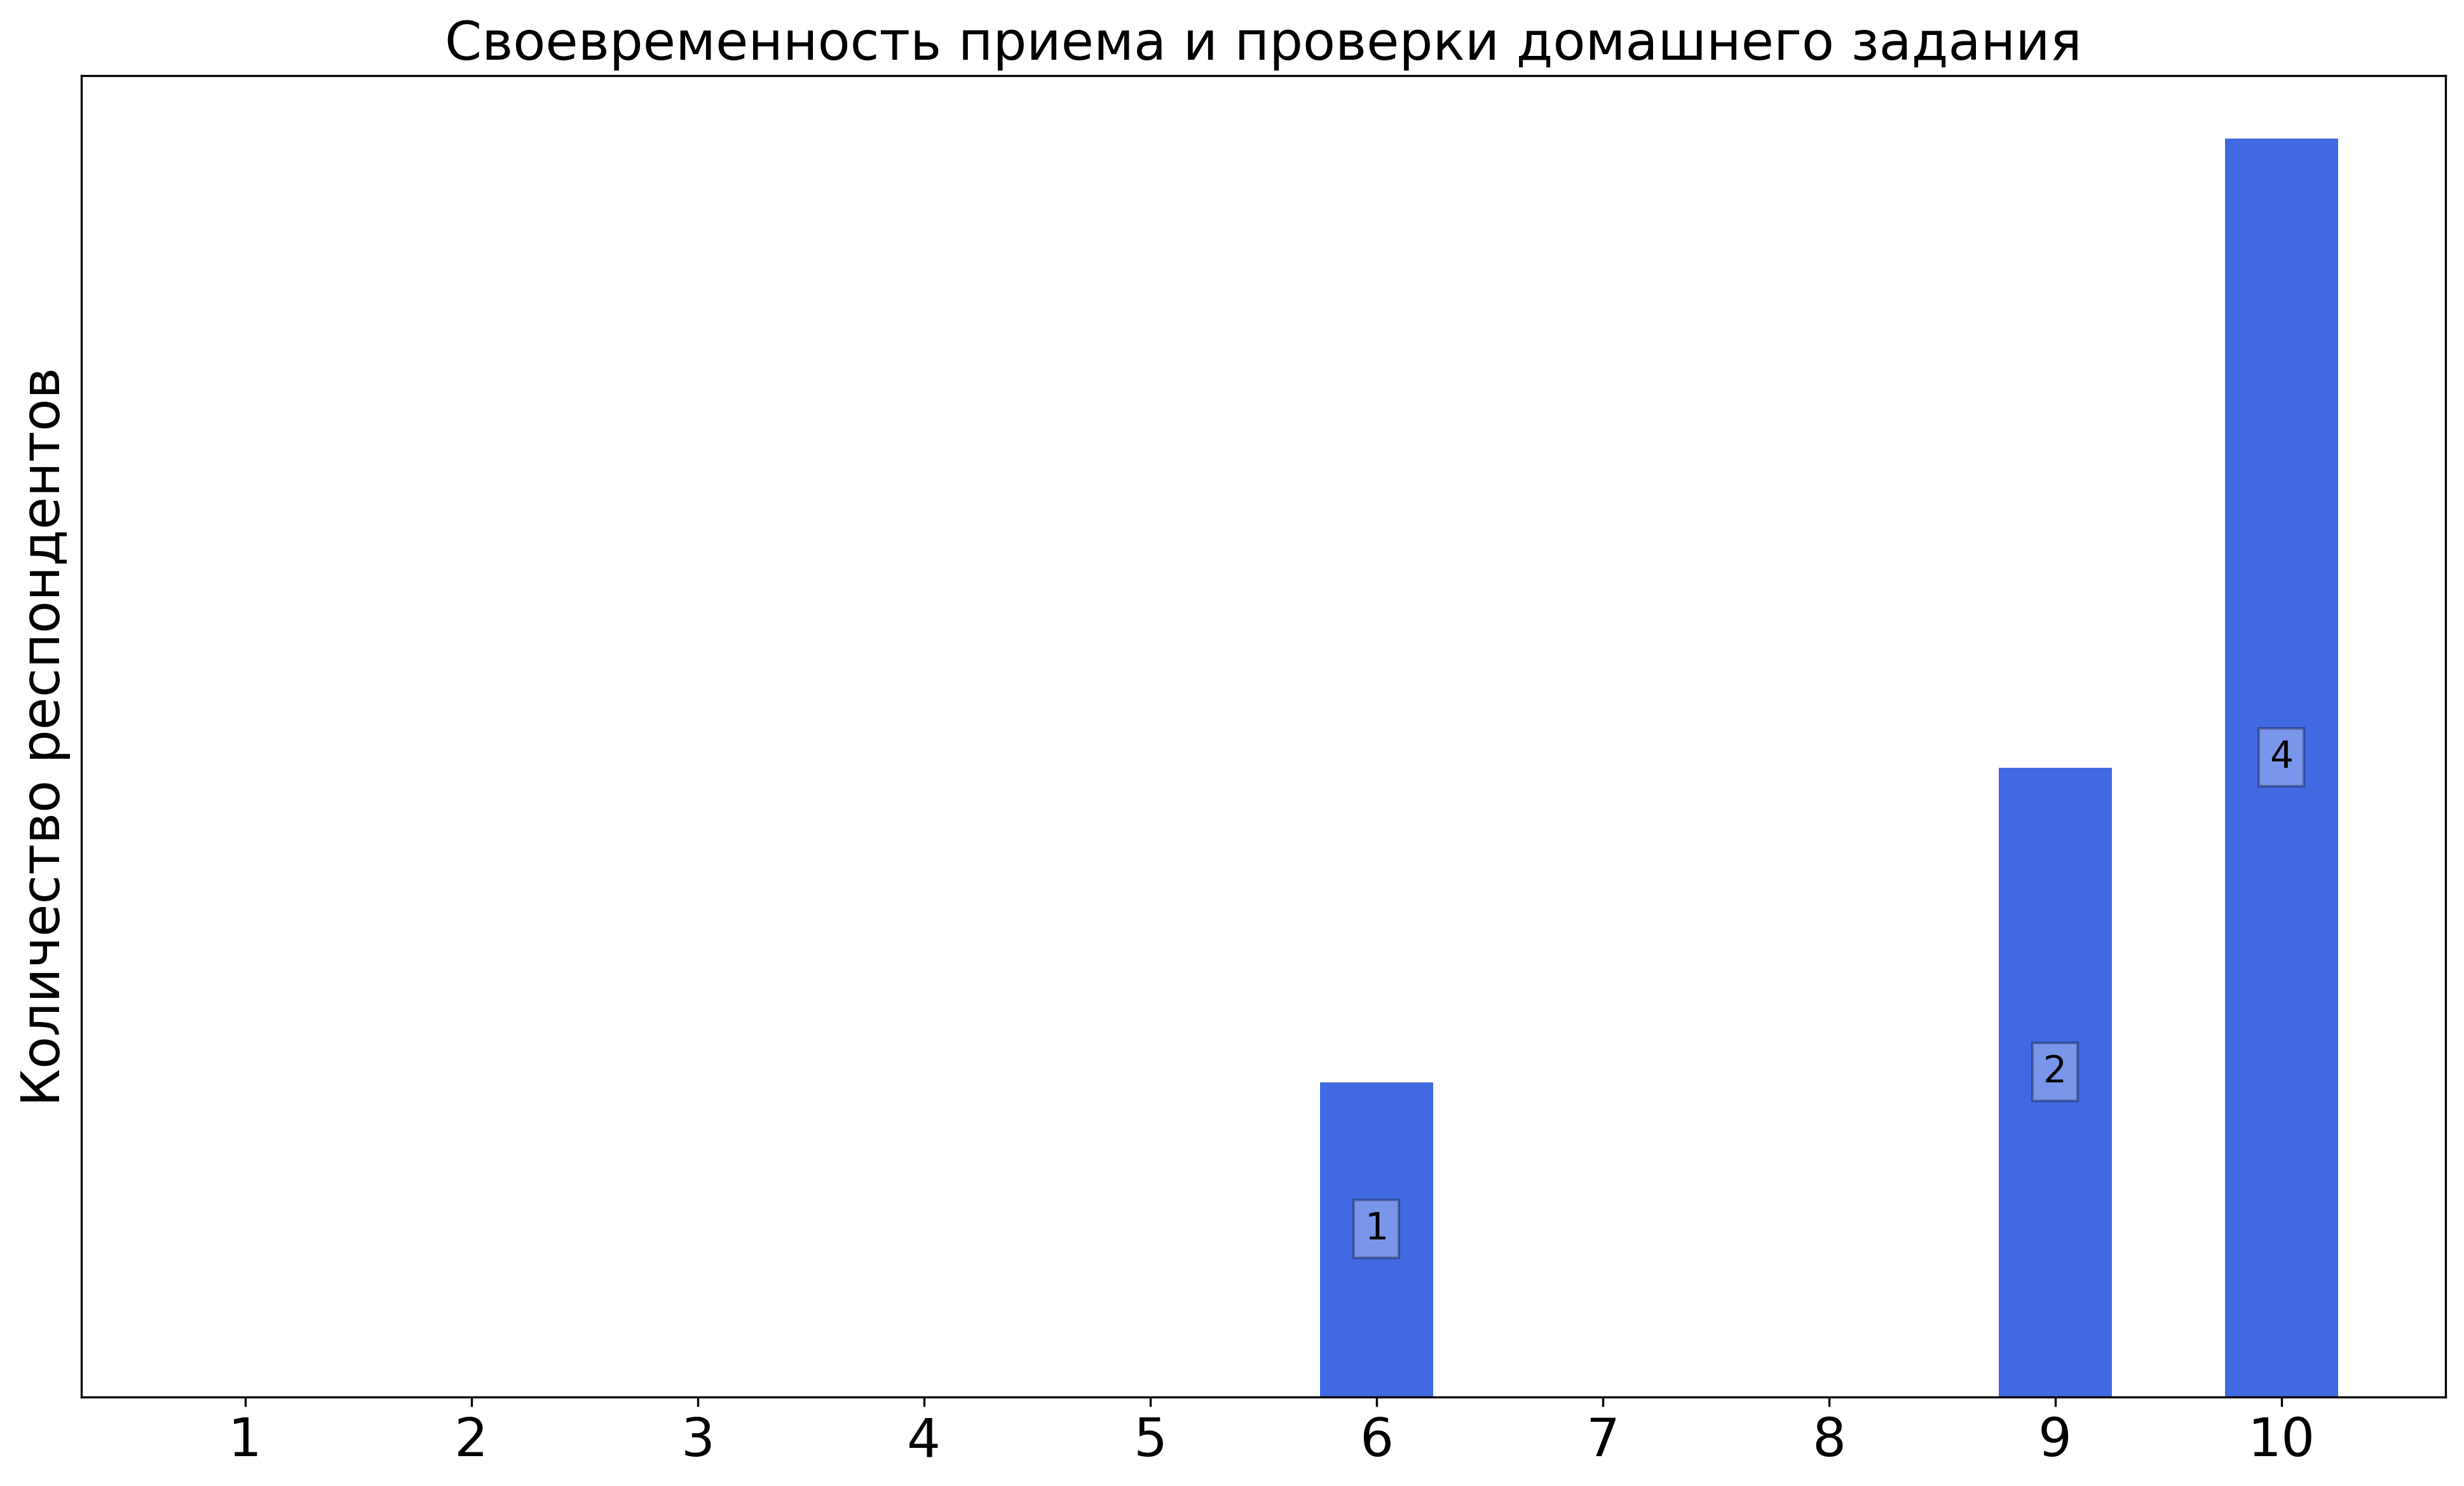 Своевременность приема и проверки домашнего задания
Количество респондентов
4
2
1
1 2 3 4 5 6 7 8 9 10